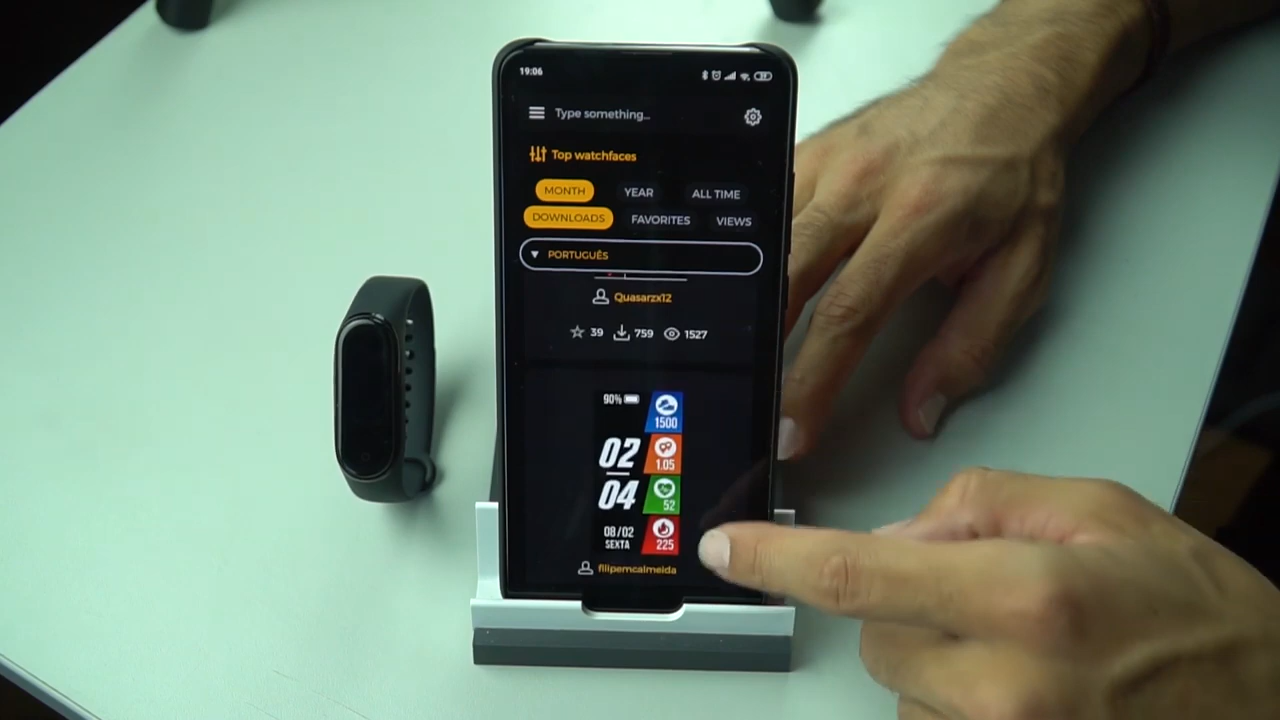 19:06
Type something...
Top watchfaces
MONTH YEAR ALL TIME
DOWNLOADS FAVORITES VIEWS
PORTUGUÊS
Quasarzx12
39 759 1527
90%
1500
02
1.05
04
52
08/02
SEXTA
225
filipemcalmeida